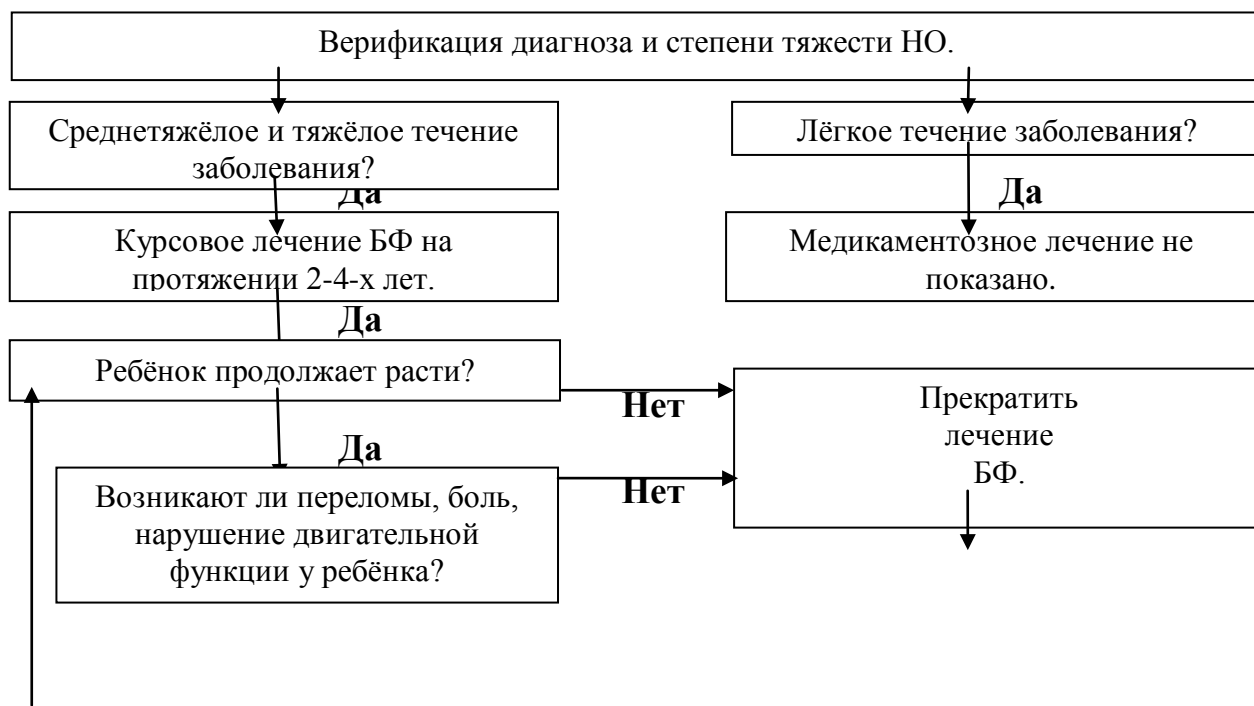 Верификация диагноза и степени тяжести НО.
Среднетяжёлое и тяжёлое течение
заболевания?
Лёгкое течение заболевания?
Да
Да
Курсовое лечение БФ на
протяжении 2-4-х лет.
Медикаментозное лечение не
показано.
Да
Ребёнок продолжает расти?
Нет
Прекратить
лечение
БФ.
Да
Возникают ли переломы, боль,
нарушение двигательной
функции у ребёнка?
Нет